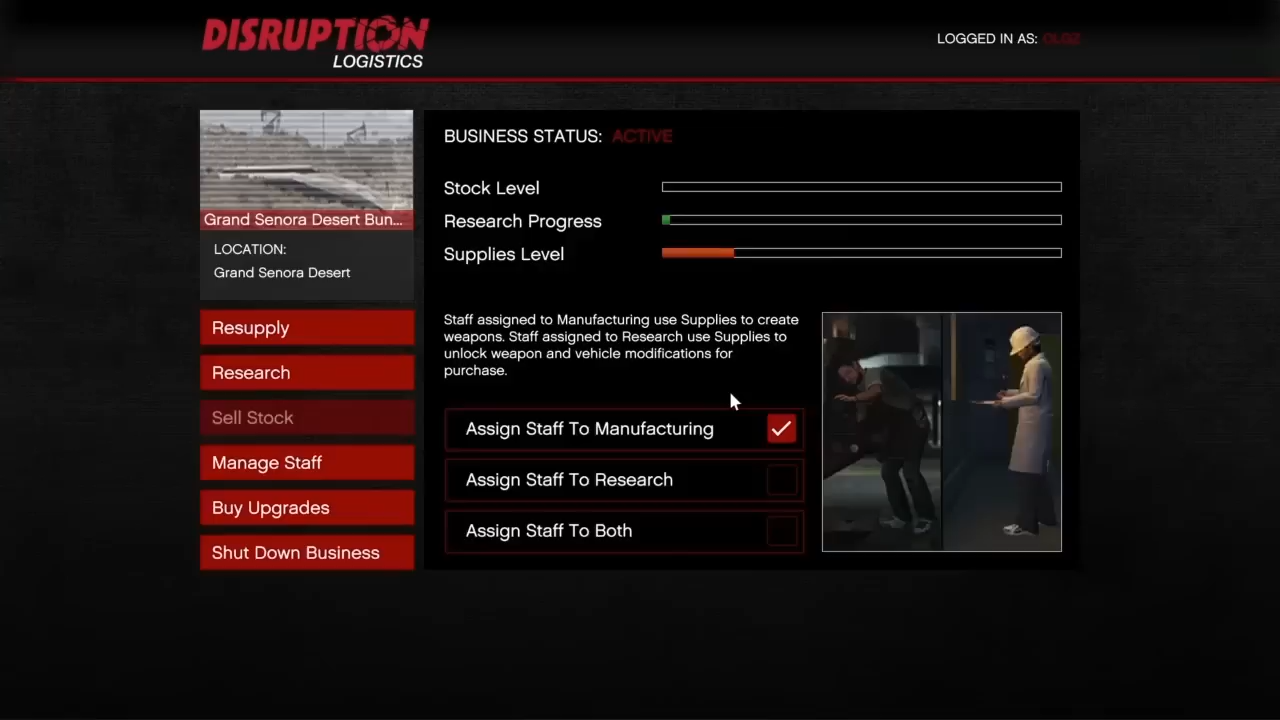 DISRUPTION
LOGISTICS
LOGGED IN AS:
Grand Senora Desert Bun...
LOCATION:
Grand Senora Desert
Resupply
Research
Sell Stock
Manage Staff
Buy Upgrades
Shut Down Business
BUSINESS STATUS: ACTIVE
Stock Level
Research Progress
Supplies Level
Staff assigned to Manufacturing use Supplies to create
weapons. Staff assigned to Research use Supplies to
unlock weapon and vehicle modifications for
purchase.
Assign Staff To Manufacturing
Assign Staff To Research
Assign Staff To Both